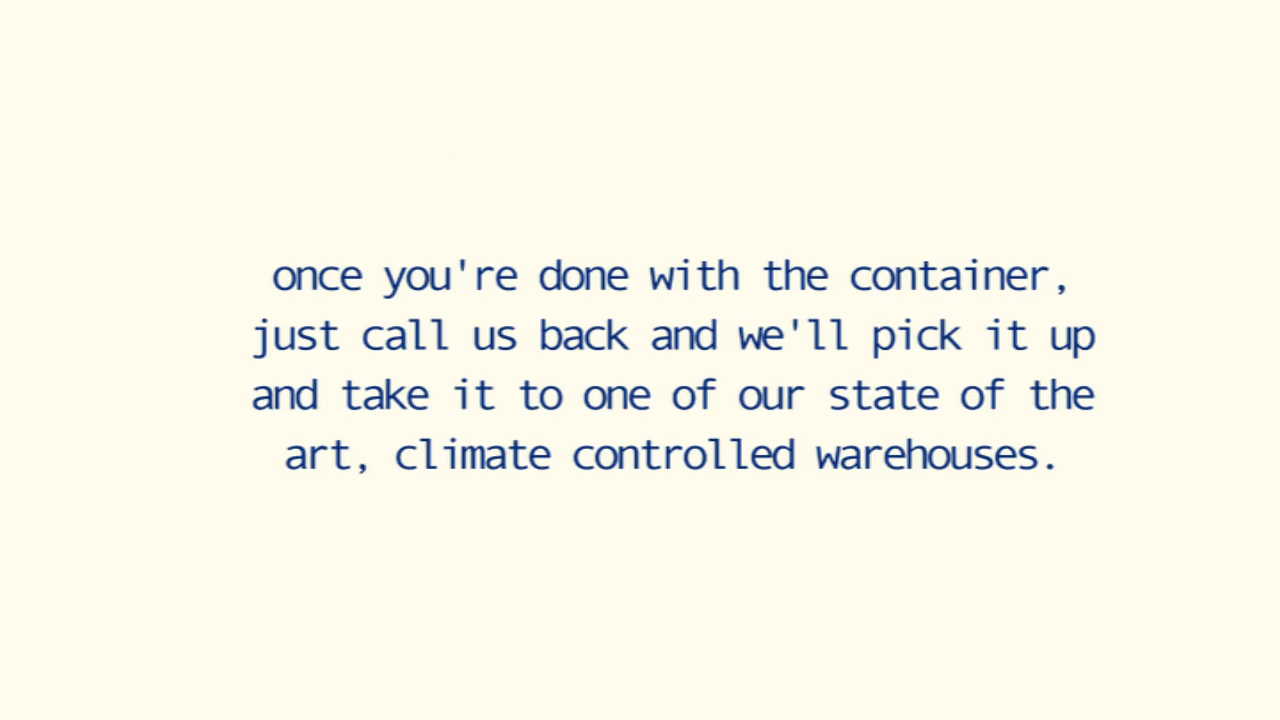 once you're done with the container,
just call us back and we'll pick it up
and take it to one of our state of the
art, climate controlled warehouses.